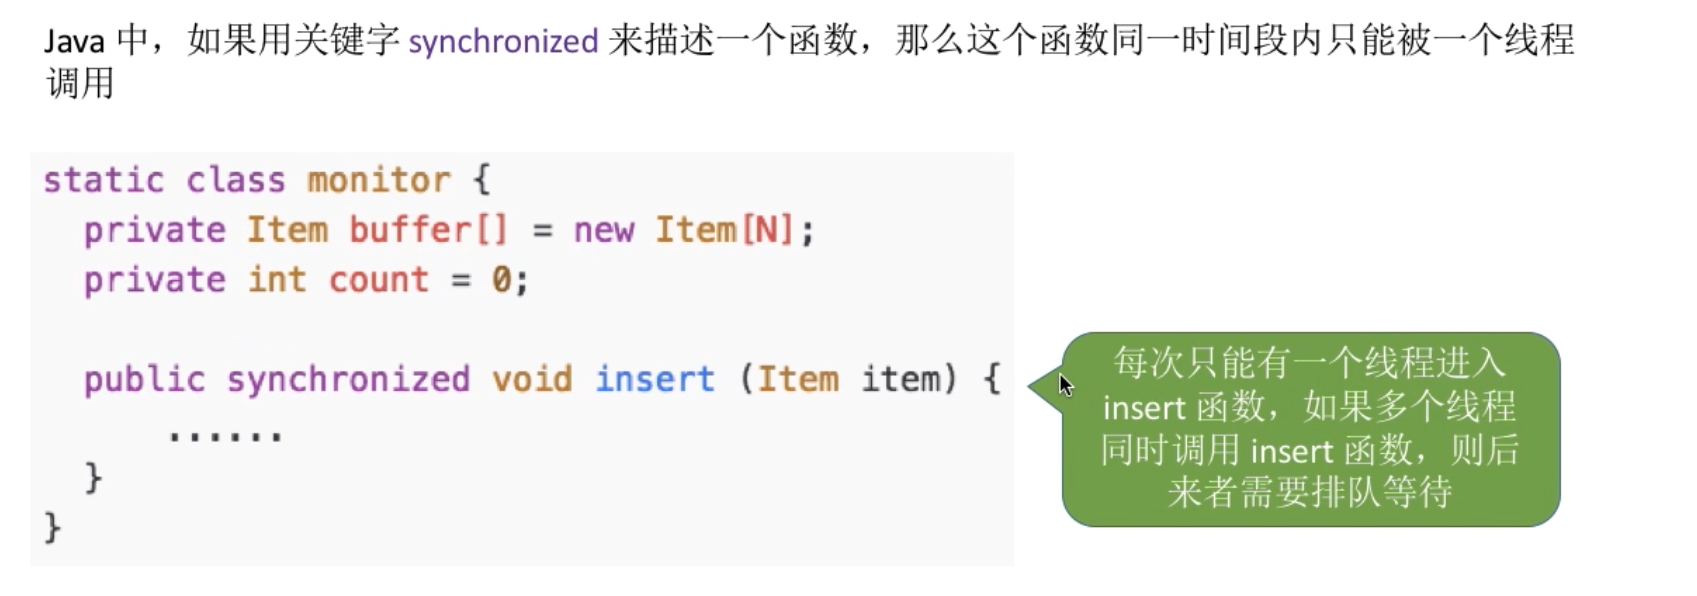 Java 中，如果用关键字 synchronized 来描述一个函数，那么这个函数同一时间段内只能被一个线程
调用
static class monitor {
private Item buffer[] = new Item[N];
private int count = 0;
public synchronized void insert (Item item) {
......
}
}
每次只能有一个线程进入
insert 函数，如果多个线程
同时调用 insert 函数，则后
来者需要排队等待